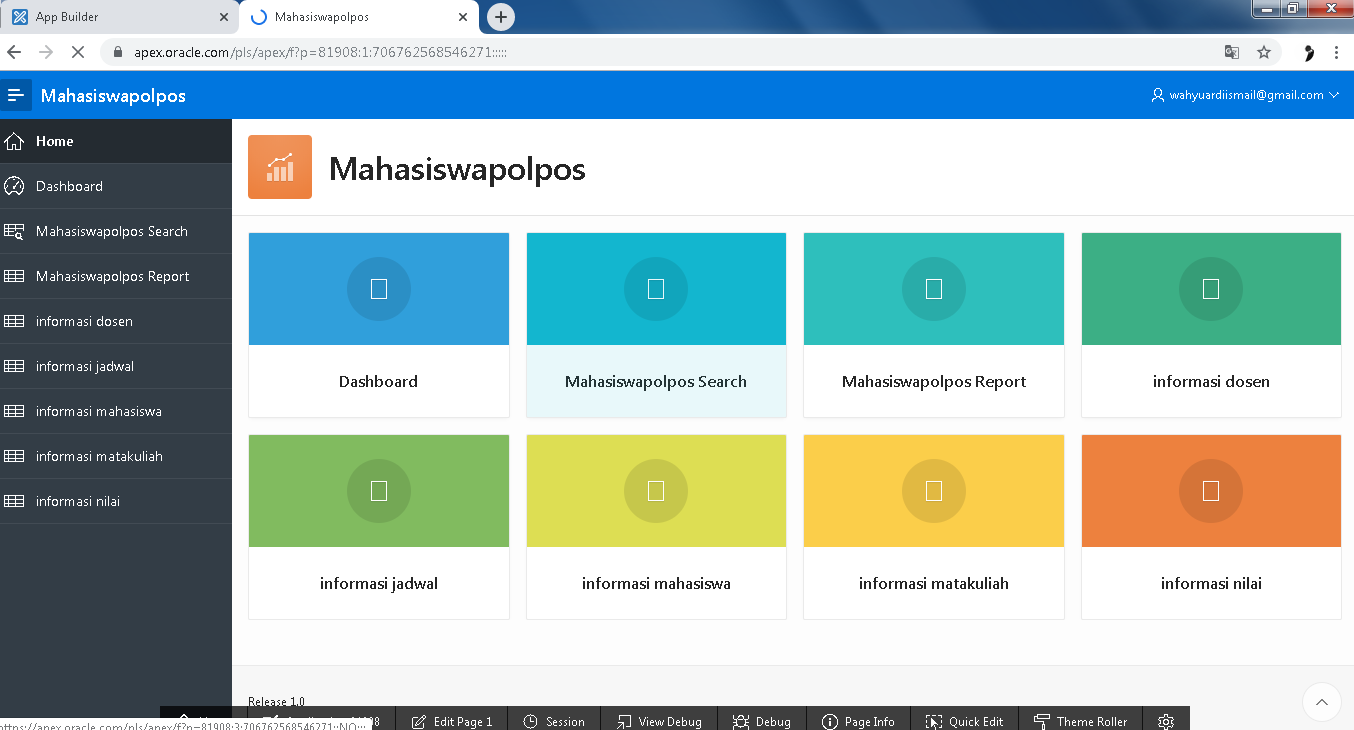 App Builder
Mahasiswapolpos
apex.oracle.com/pls/apex/f?p=81908:1:706762568546271:::::
Mahasiswapolpos
wahyuardiismail@gmail.com
Home
Dashboard
Mahasiswapolpos Search
Mahasiswapolpos Report
informasi dosen
informasi jadwal
informasi mahasiswa
informasi matakuliah
informasi nilai
Mahasiswapolpos
Dashboard
Mahasiswapolpos Search
Mahasiswapolpos Report
informasi dosen
informasi jadwal
informasi mahasiswa
informasi matakuliah
informasi nilai
Release 1.0
Edit Page 1
Session
View Debug
Debug
Page Info
Quick Edit
Theme Roller
https://apex.oracle.com/pls/apex/f?p=81908:3:706762568546271::NO:::